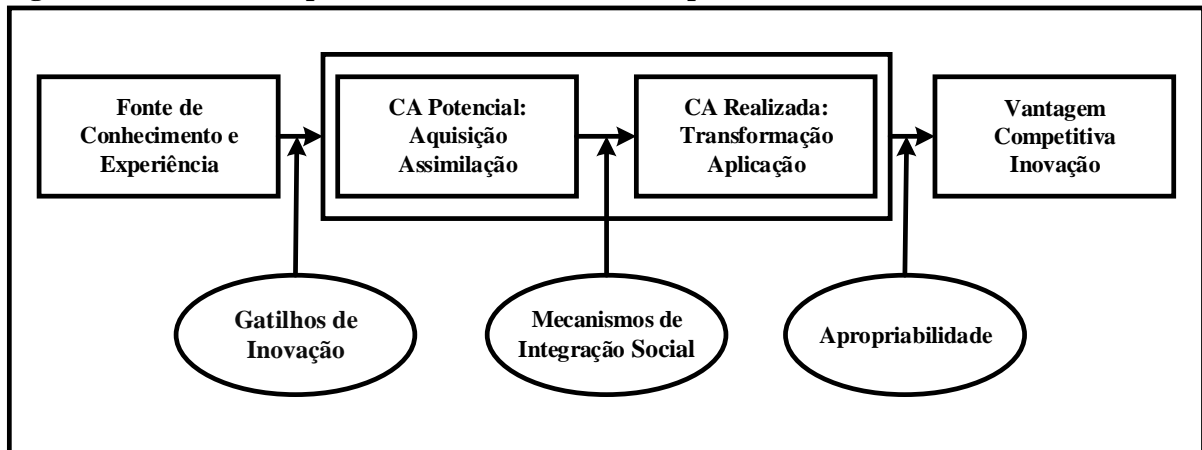 Fonte de
Conhecimento e
Experiência
CA Potencial:
Aquisição
Assimilação
CA Realizada:
Transformação
Aplicação
Vantagem
Competitiva
Inovação
Gatilhos de
Inovação
Mecanismos de
Integração Social
Apropriabilidade